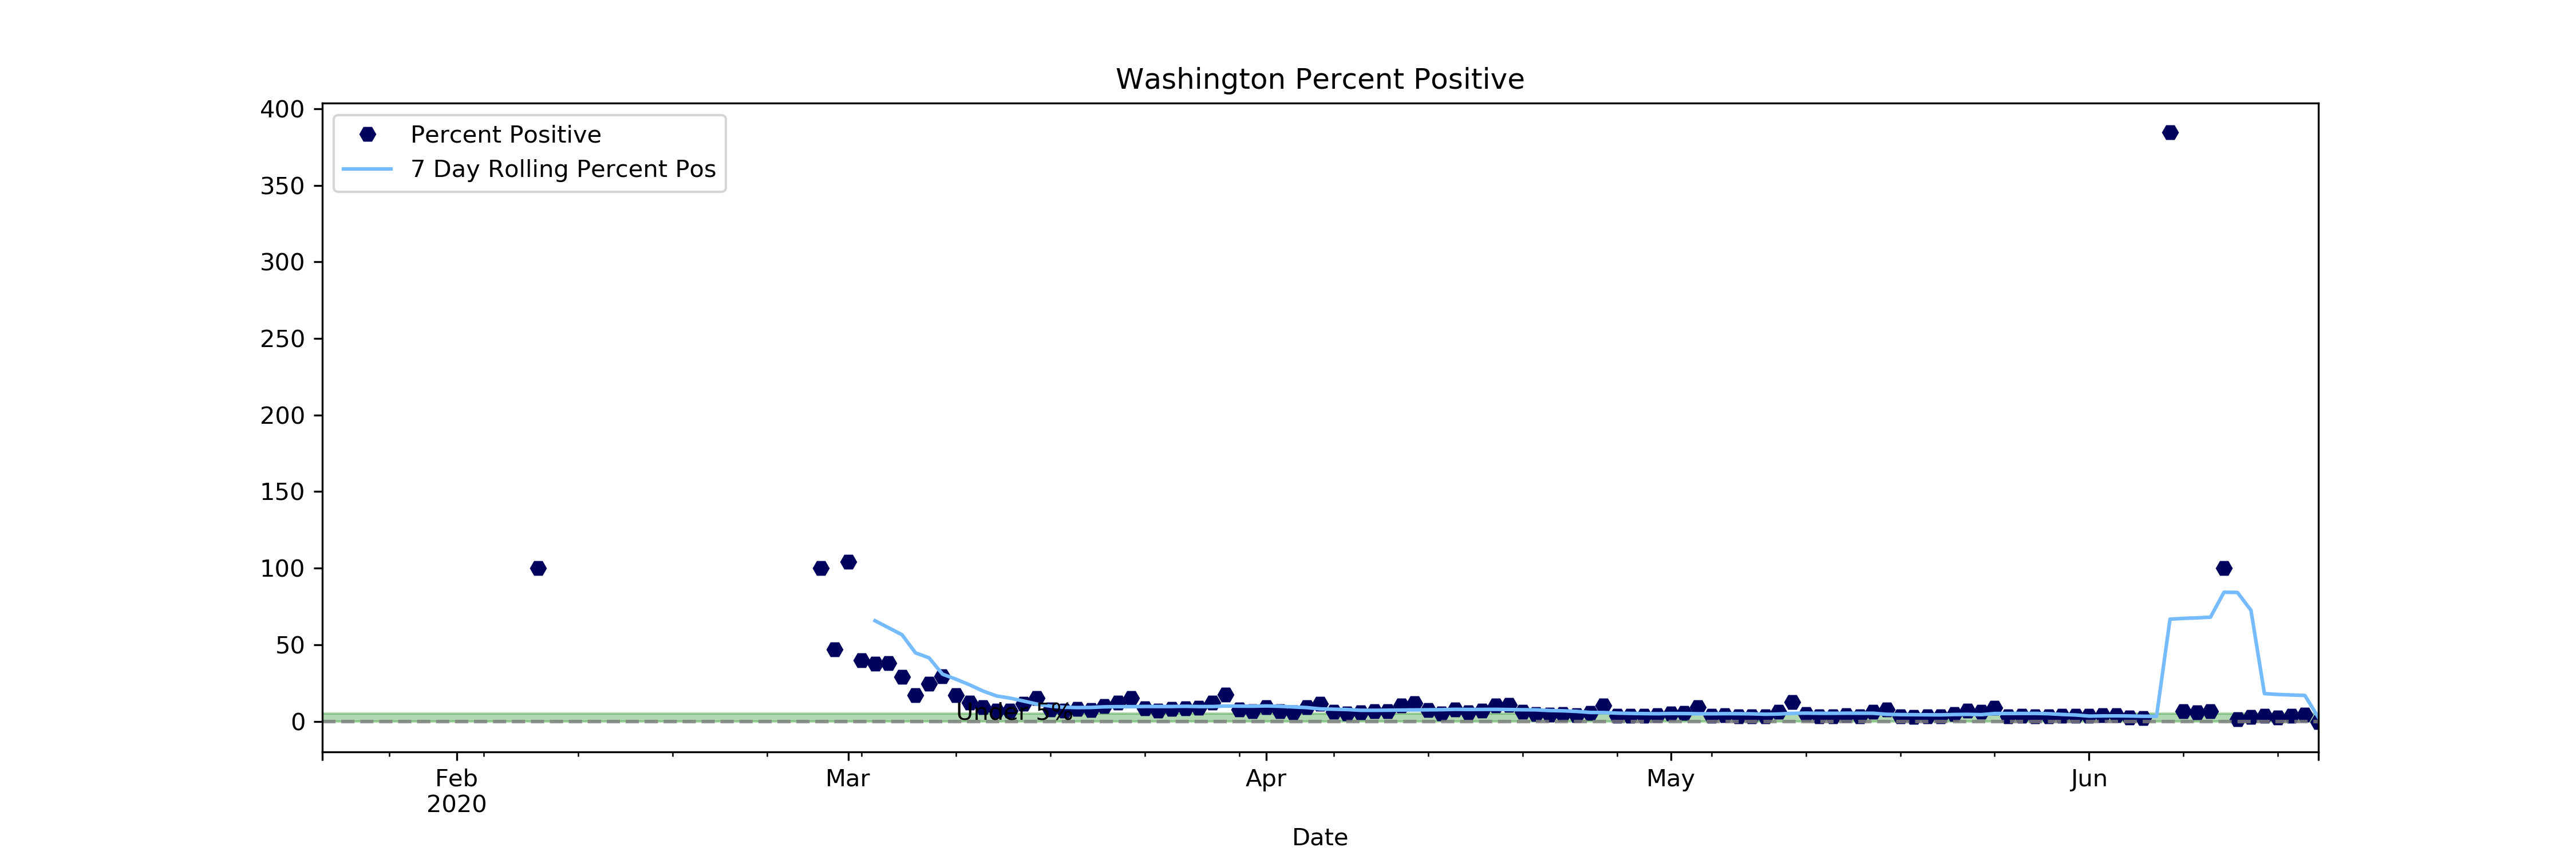 Washington Percent Positive
400
350
300
250
200
150
100
50
0
Percent Positive
7 Day Rolling Percent Pos
Under 5%
Feb
2020
Mar
Apr
May
Jun
Date